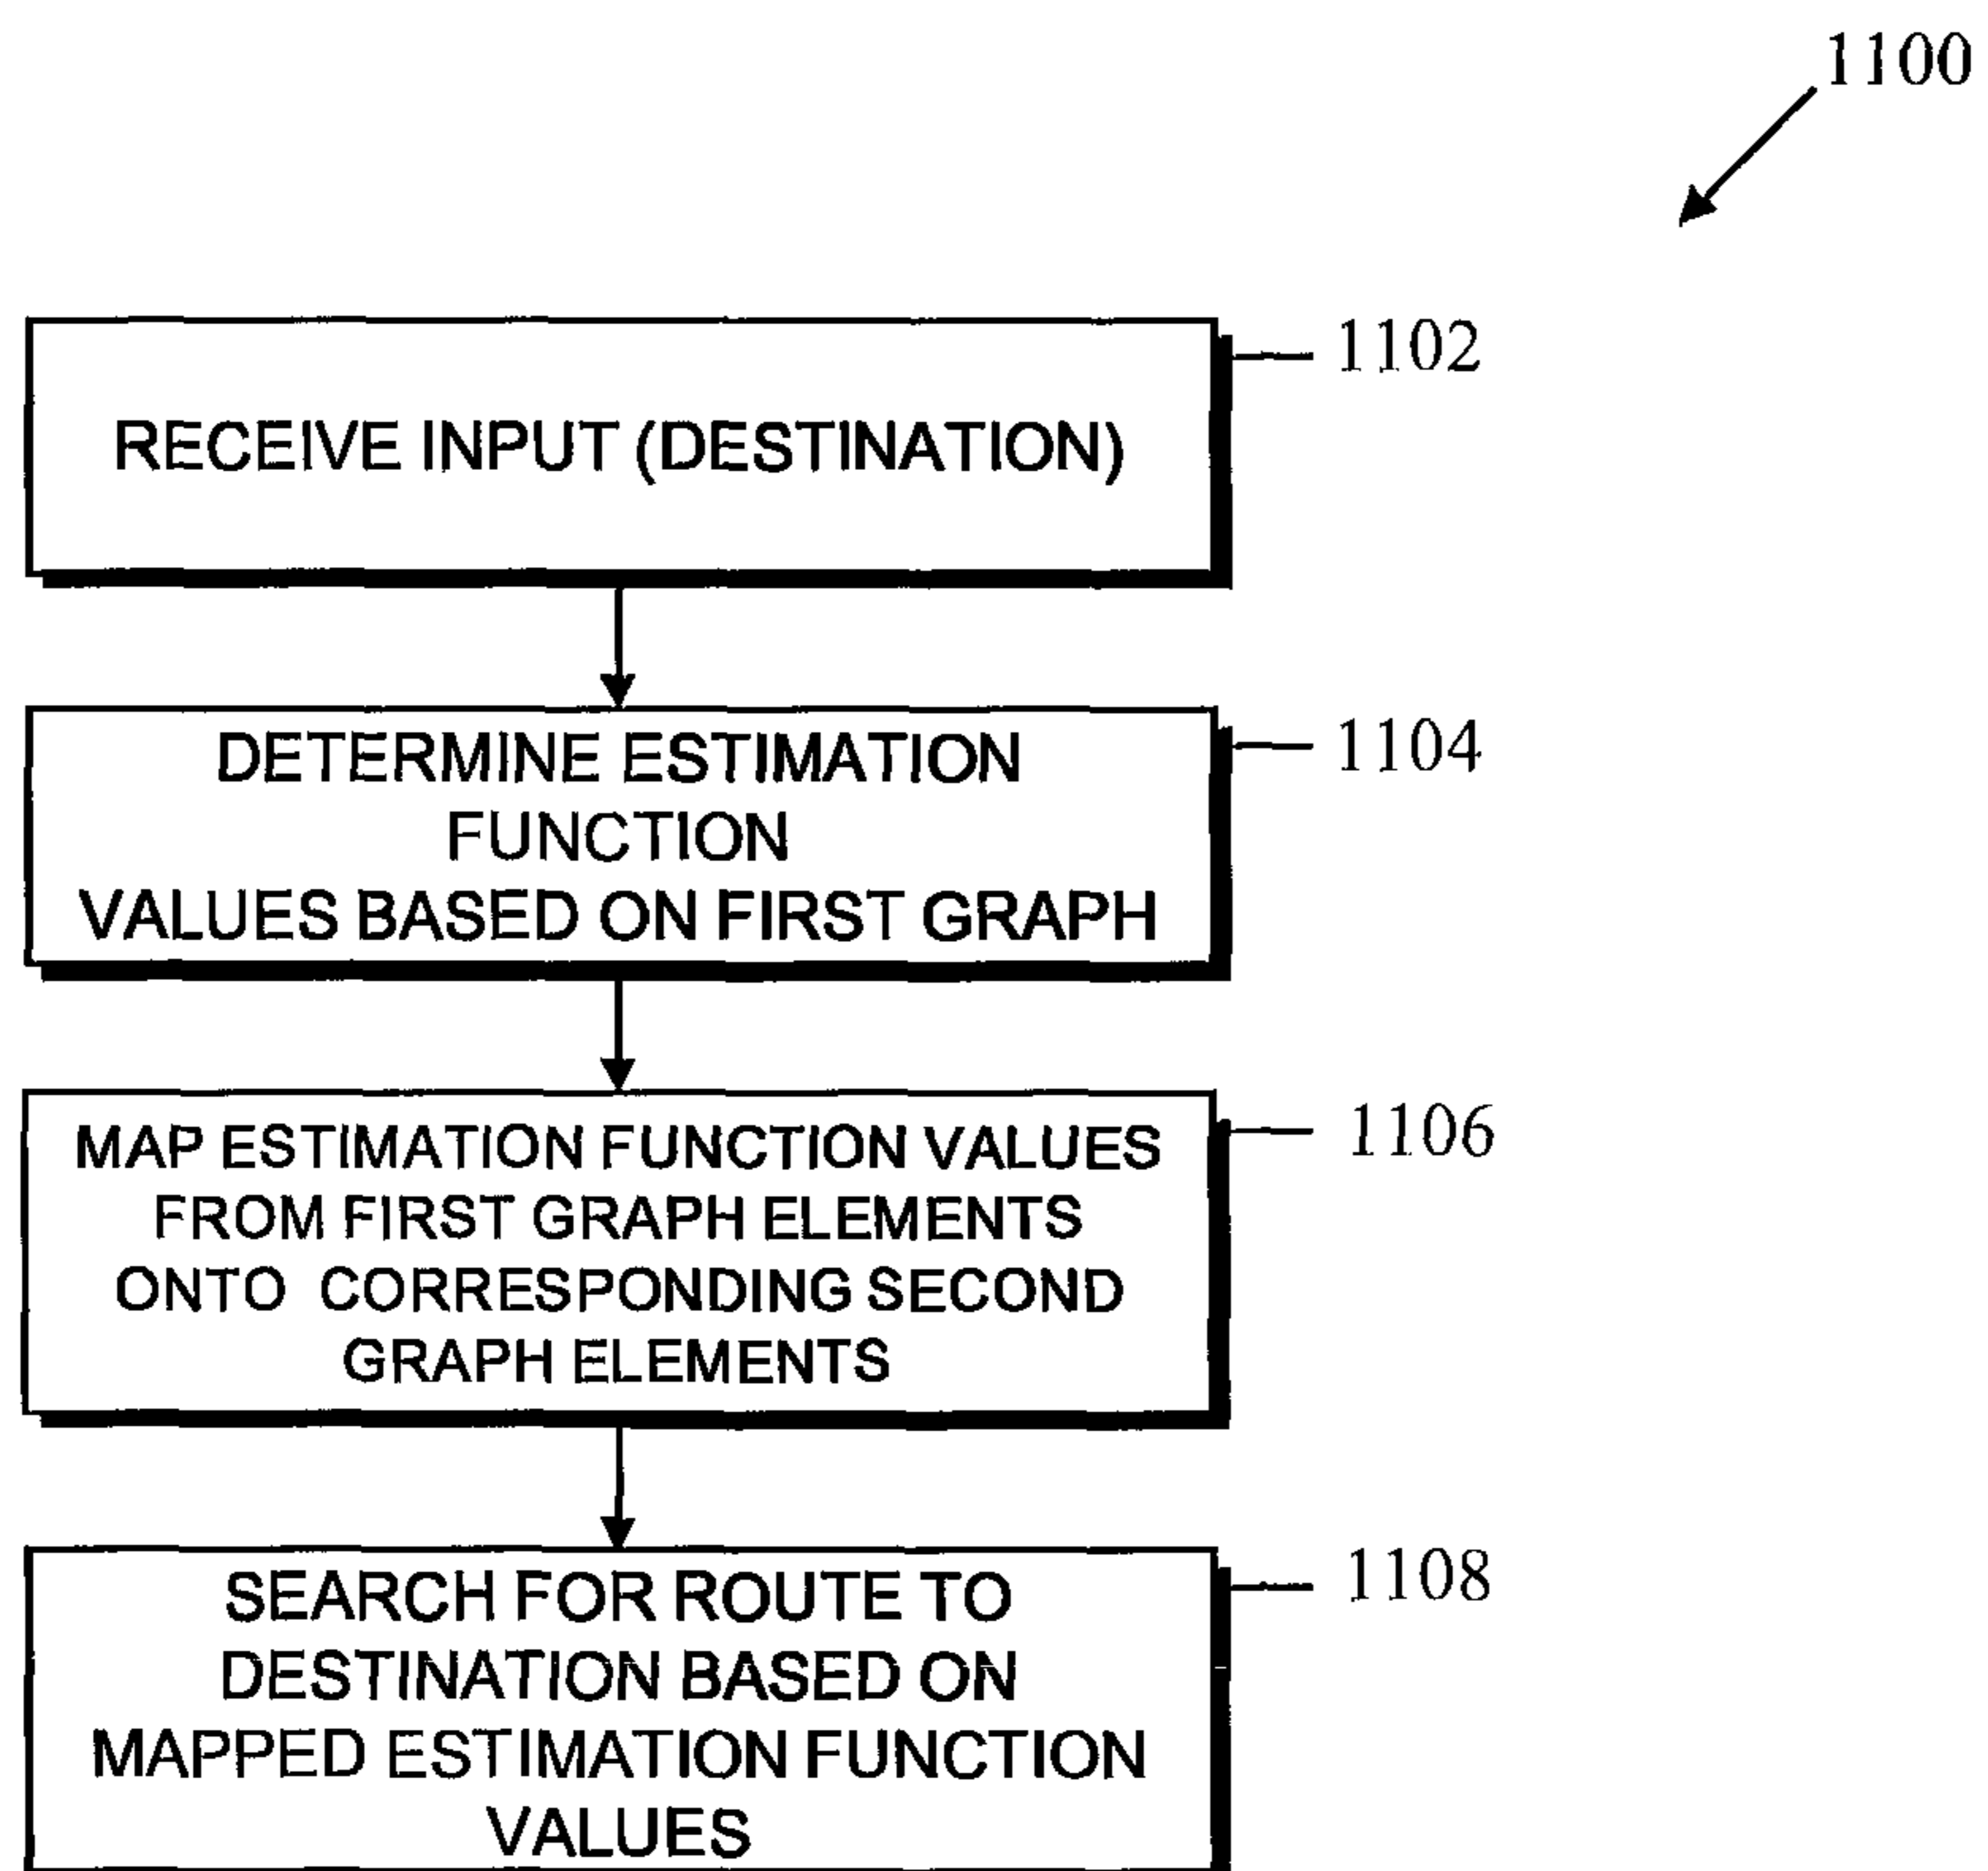 1100
RECEIVE INPUT (DESTINATION)
1102
DETERMINE ESTIMATION
FUNCTION
VALUES BASED ON FIRST GRAPH
1104
MAP ESTIMATION FUNCTION VALUES
FROM FIRST GRAPH ELEMENTS
ONTO CORRESPONDING SECOND
GRAPH ELEMENTS
1106
SEARCH FOR ROUTE TO
DESTINATION BASED ON
MAPPED ESTIMATION FUNCTION
VALUES
1108